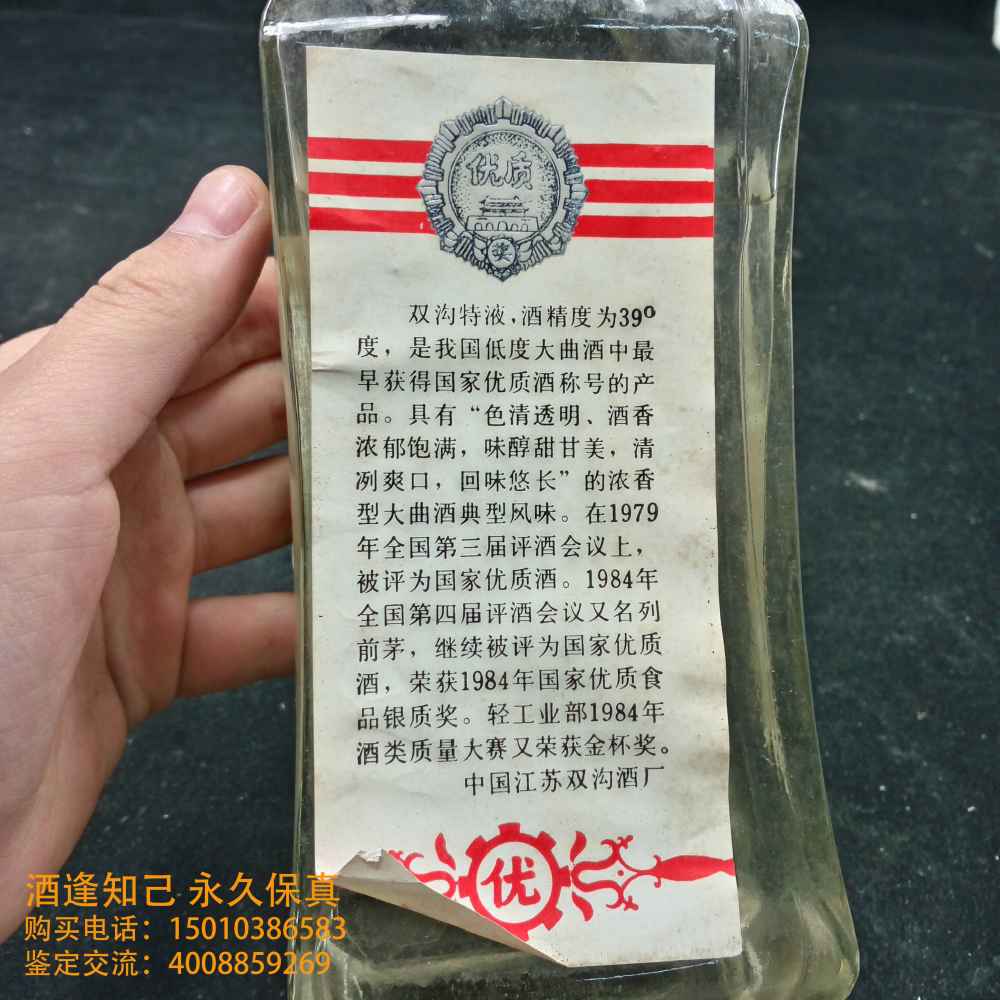 优质
奖
双沟特液,酒精度为39°
度，是我国低度大曲酒中最
早获得国家优质酒称号的产
品。具有“色清透明、酒香
浓郁饱满，味醇甜甘美，清
冽爽口，回味悠长”的浓香
型大曲酒典型风味。在1979
年全国第三届评酒会议上，
被评为国家优质酒。1984年
全国第四届评酒会议又名列
前茅，继续被评为国家优质
酒，荣获1984年国家优质食
品银质奖。轻工业部1984年
酒类质量大赛又荣获金杯奖。
中国江苏双沟酒厂
优
酒逢知己 永久保真
购买电话：15010386583
鉴定交流：4008859269